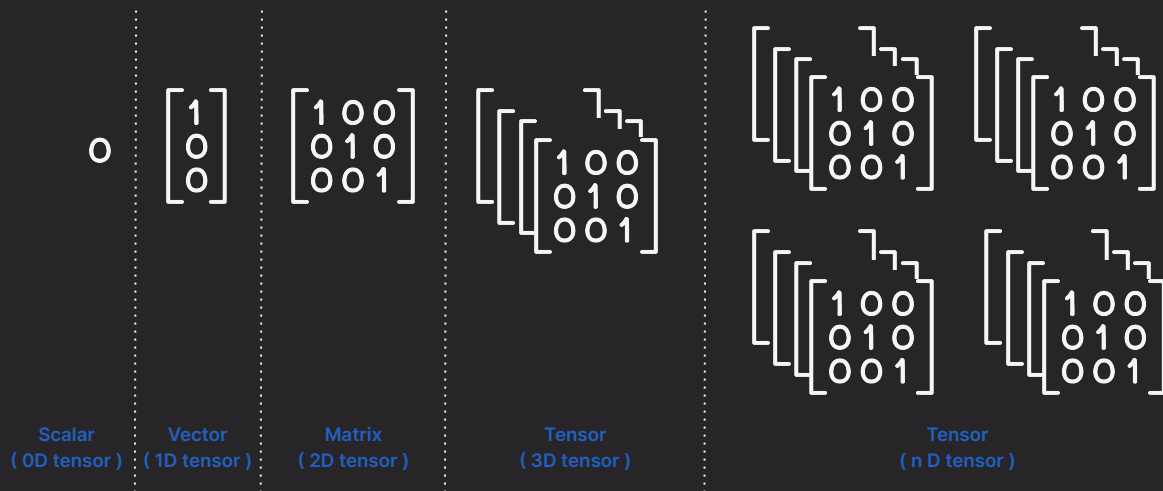 0
1
0
0
1 0 0
0 1 0
0 0 1
1 0 0
0 1 0
0 0 1
1 0 0
0 1 0
0 0 1
1 0 0
0 1 0
0 0 1
1 0 0
0 1 0
0 0 1
1 0 0
0 1 0
0 0 1
Scalar
( 0D tensor )
Vector
( 1D tensor )
Matrix
( 2D tensor )
Tensor
( 3D tensor )
Tensor
( n D tensor )